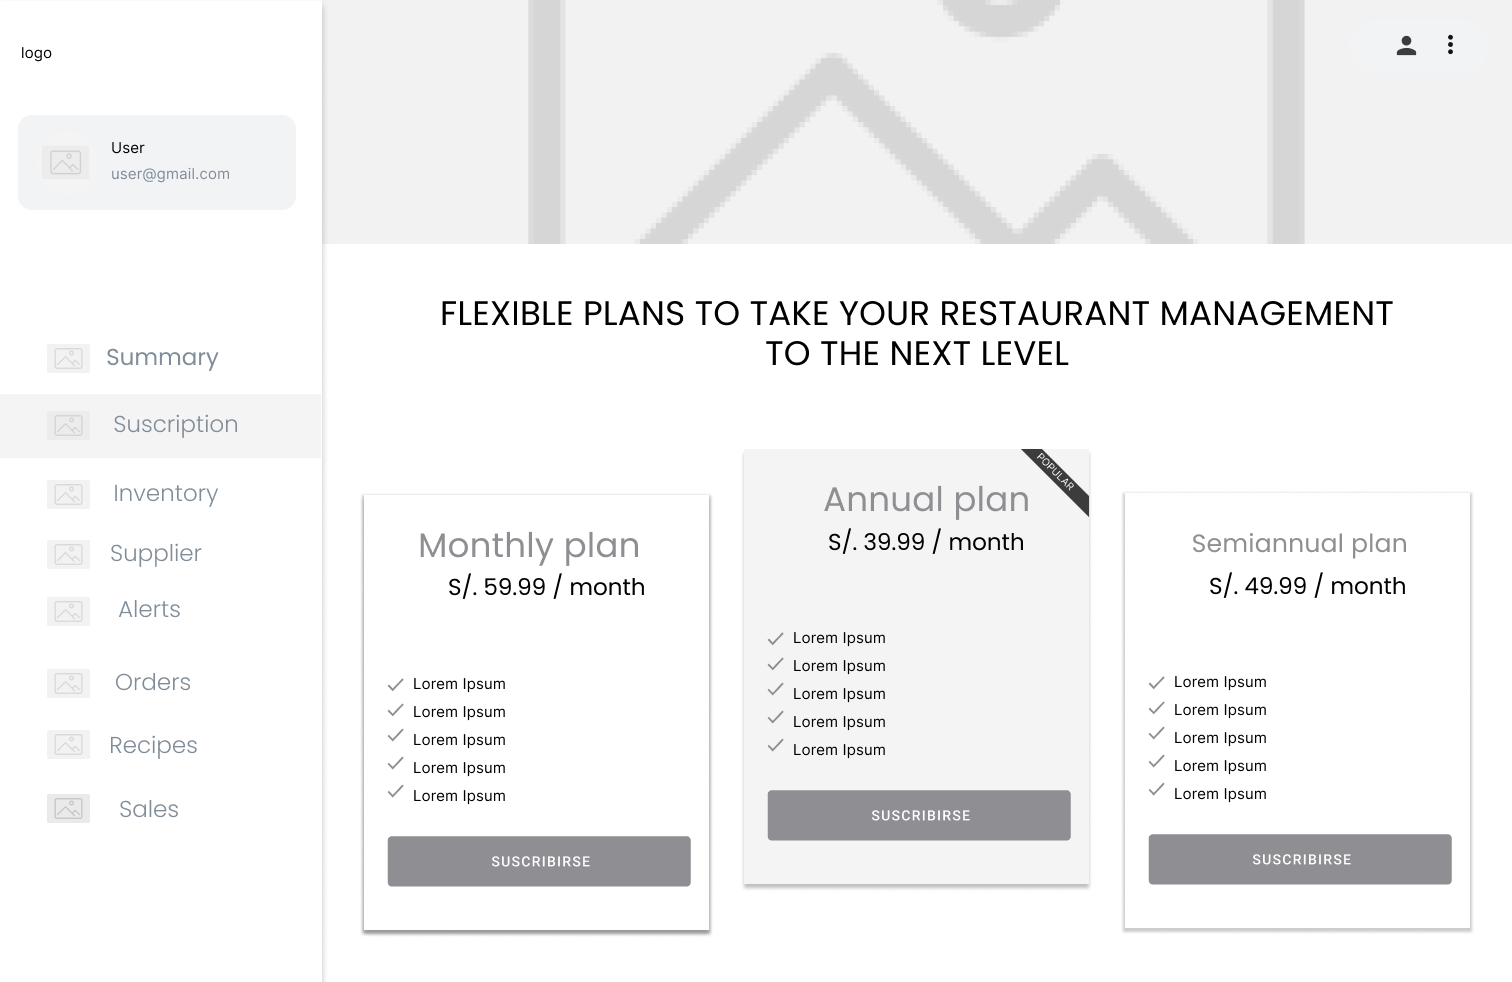 logo
User
user@gmail.com
Summary
Suscription
Inventory
Supplier
Alerts
Orders
Recipes
Sales
FLEXIBLE PLANS TO TAKE YOUR RESTAURANT MANAGEMENT
TO THE NEXT LEVEL
Monthly plan
S/. 59.99 / month
Lorem Ipsum
Lorem Ipsum
Lorem Ipsum
Lorem Ipsum
Lorem Ipsum
SUSCRIBIRSE
POPULAR
Annual plan
S/. 39.99 / month
Lorem Ipsum
Lorem Ipsum
Lorem Ipsum
Lorem Ipsum
Lorem Ipsum
SUSCRIBIRSE
Semiannual plan
S/. 49.99 / month
Lorem Ipsum
Lorem Ipsum
Lorem Ipsum
Lorem Ipsum
Lorem Ipsum
SUSCRIBIRSE